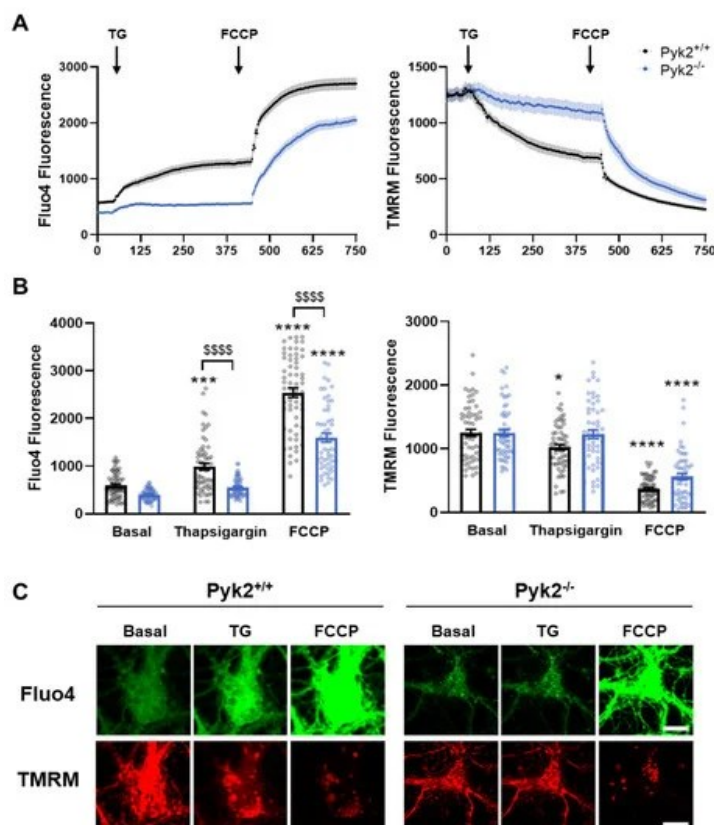 A
TG FCCP TG FCCP
Pyk2+/+
Pyk2-/-
Fluo4 Fluorescence
3000
2000
1000
0
0 125 250 375 500 625 750
TMRM Fluorescence
1500
1000
500
0
0 125 250 375 500 625 750
B
Fluo4 Fluorescence
4000
3000
2000
1000
0
*** $$$$ **** $$$$ ****
Basal Thapsigargin FCCP
TMRM Fluorescence
3000
2000
1000
0
* **** ****
Basal Thapsigargin FCCP
C
Pyk2+/+ Pyk2-/-
Basal TG FCCP Basal TG FCCP
Fluo4
TMRM